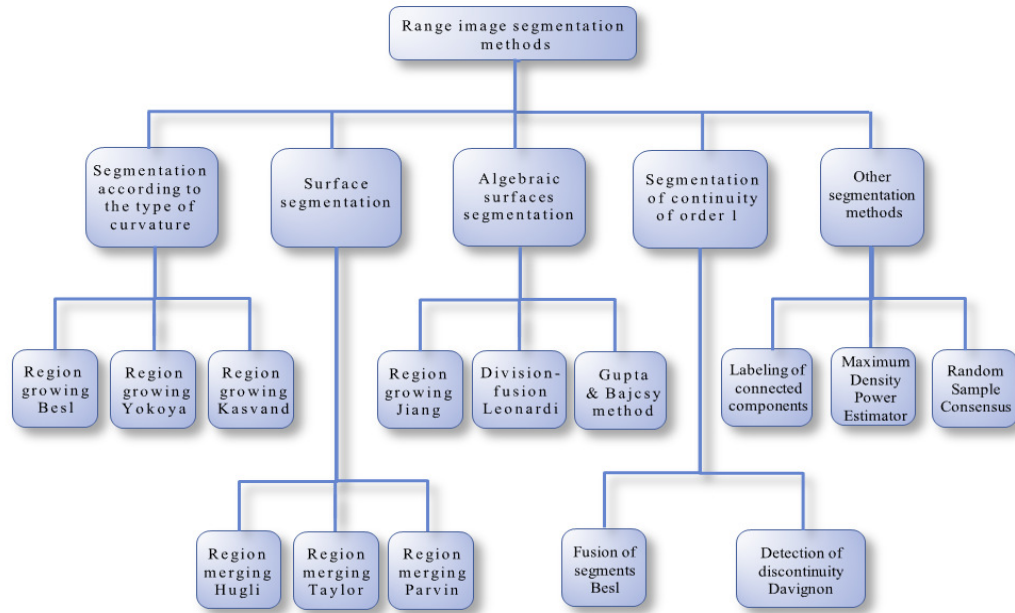 Range image segmentation
methods
Segmentation
according to
the type of
curvature
Surface
segmentation
Algebraic
surfaces
segmentation
Segmentation
of continuity
of order 1
Other
segmentation
methods
Region
growing
Besl
Region
growing
Yokoya
Region
growing
Kasvand
Region
growing
Jiang
Division-
fusion
Leonardi
Gupta
& Bajcsy
method
Labeling of
connected
components
Maximum
Density
Power
Estimator
Random
Sample
Consensus
Region
merging
Hugli
Region
merging
Taylor
Region
merging
Parvin
Fusion of
segments
Besl
Detection of
discontinuity
Davignon